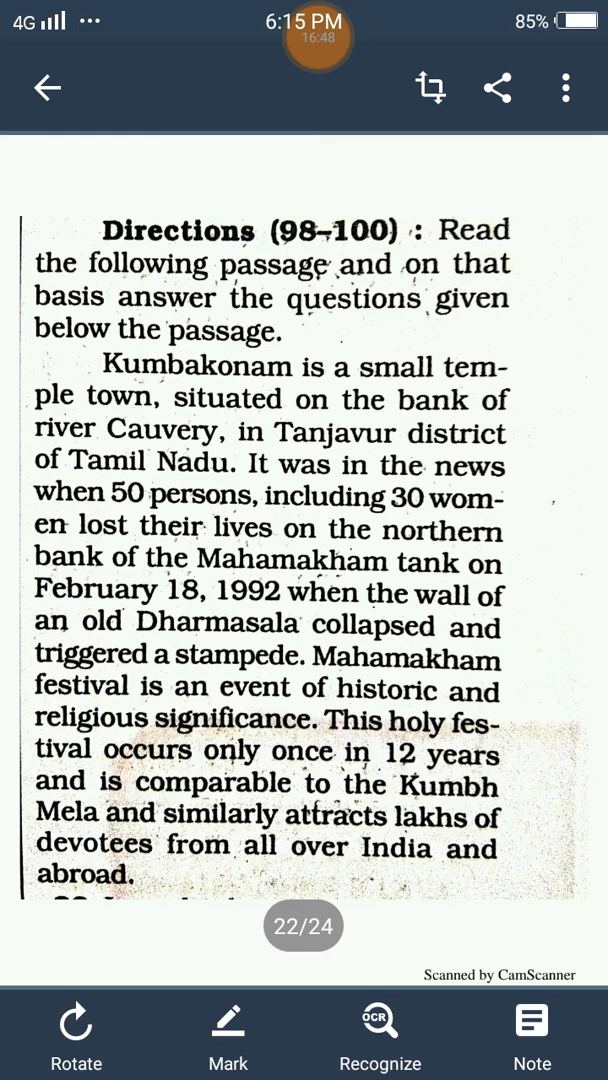 4G ... 6:15 PM 85%
16:48
Directions (98–100) : Read
the following passage and on that
basis answer the questions given
below the passage.
Kumbakonam is a small tem-
ple town, situated on the bank of
river Cauvery, in Tanjavur district
of Tamil Nadu. It was in the news
when 50 persons, including 30 wom-
en lost their lives on the northern
bank of the Mahamakham tank on
February 18, 1992 when the wall of
an old Dharmasala collapsed and
triggered a stampede. Mahamakham
festival is an event of historic and
religious significance. This holy fes-
tival occurs only once in 12 years
and is comparable to the Kumbh
Mela and similarly attracts lakhs of
devotees from all over India and
abroad.
22/24
Scanned by CamScanner
OCR
Rotate Mark Recognize Note